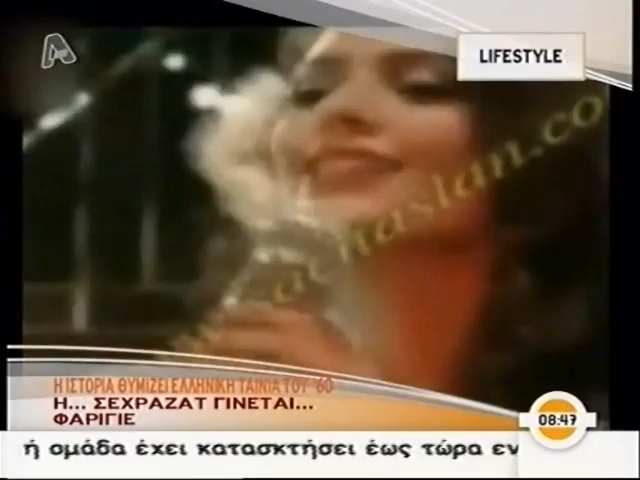 LIFESTYLE
Η ΙΣΤΟΡΙΑ ΘΥΜΙΖΕΙ ΕΛΛΗΝΙΚΗ ΤΑΙΝΙΑ ΤΟΥ '60
Η... ΣΕΧΡΑΖΑΤ ΓΙΝΕΤΑΙ...
ΦΑΡΙΓΙΕ
08:47
ή ομάδα έχει κατασκτήσει έως τώρα εν